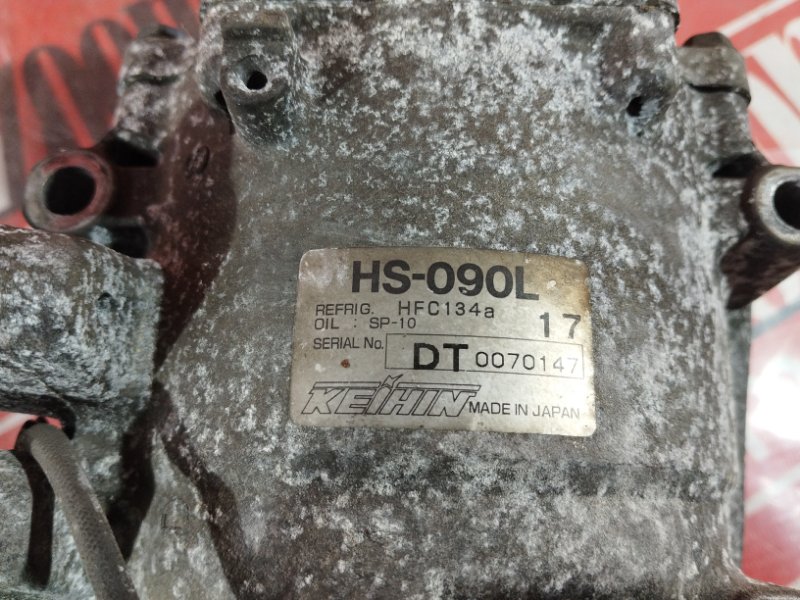 HS-090L
REFRIG. HFC134a
OIL : SP-10 17
SERIAL No. DT 0070147
KEIHIN MADE IN JAPAN